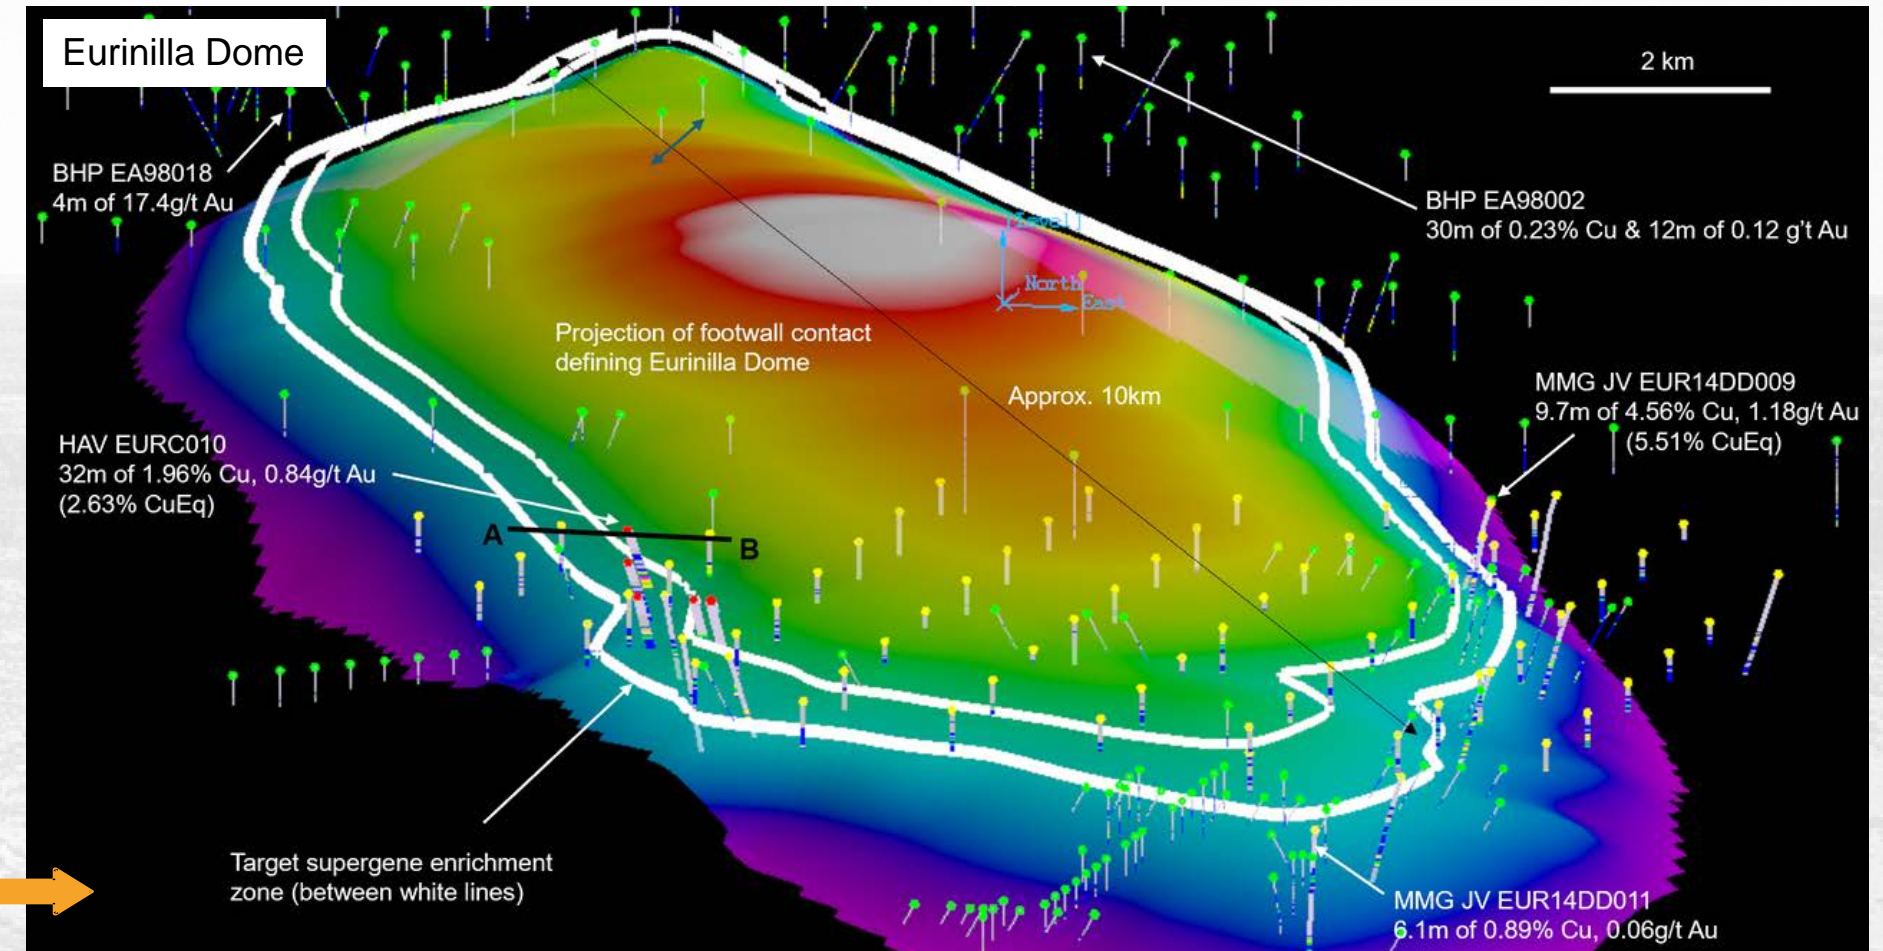 Eurinilla Dome
2 km
BHP EA98018
4m of 17.4g/t Au
BHP EA98002
30m of 0.23% Cu & 12m of 0.12 g't Au
[Level]
North
East
Projection of footwall contact
defining Eurinilla Dome
Approx. 10km
MMG JV EUR14DD009
9.7m of 4.56% Cu, 1.18g/t Au
(5.51% CuEq)
HAV EURC010
32m of 1.96% Cu, 0.84g/t Au
(2.63% CuEq)
A
B
Target supergene enrichment
zone (between white lines)
MMG JV EUR14DD011
6.1m of 0.89% Cu, 0.06g/t Au